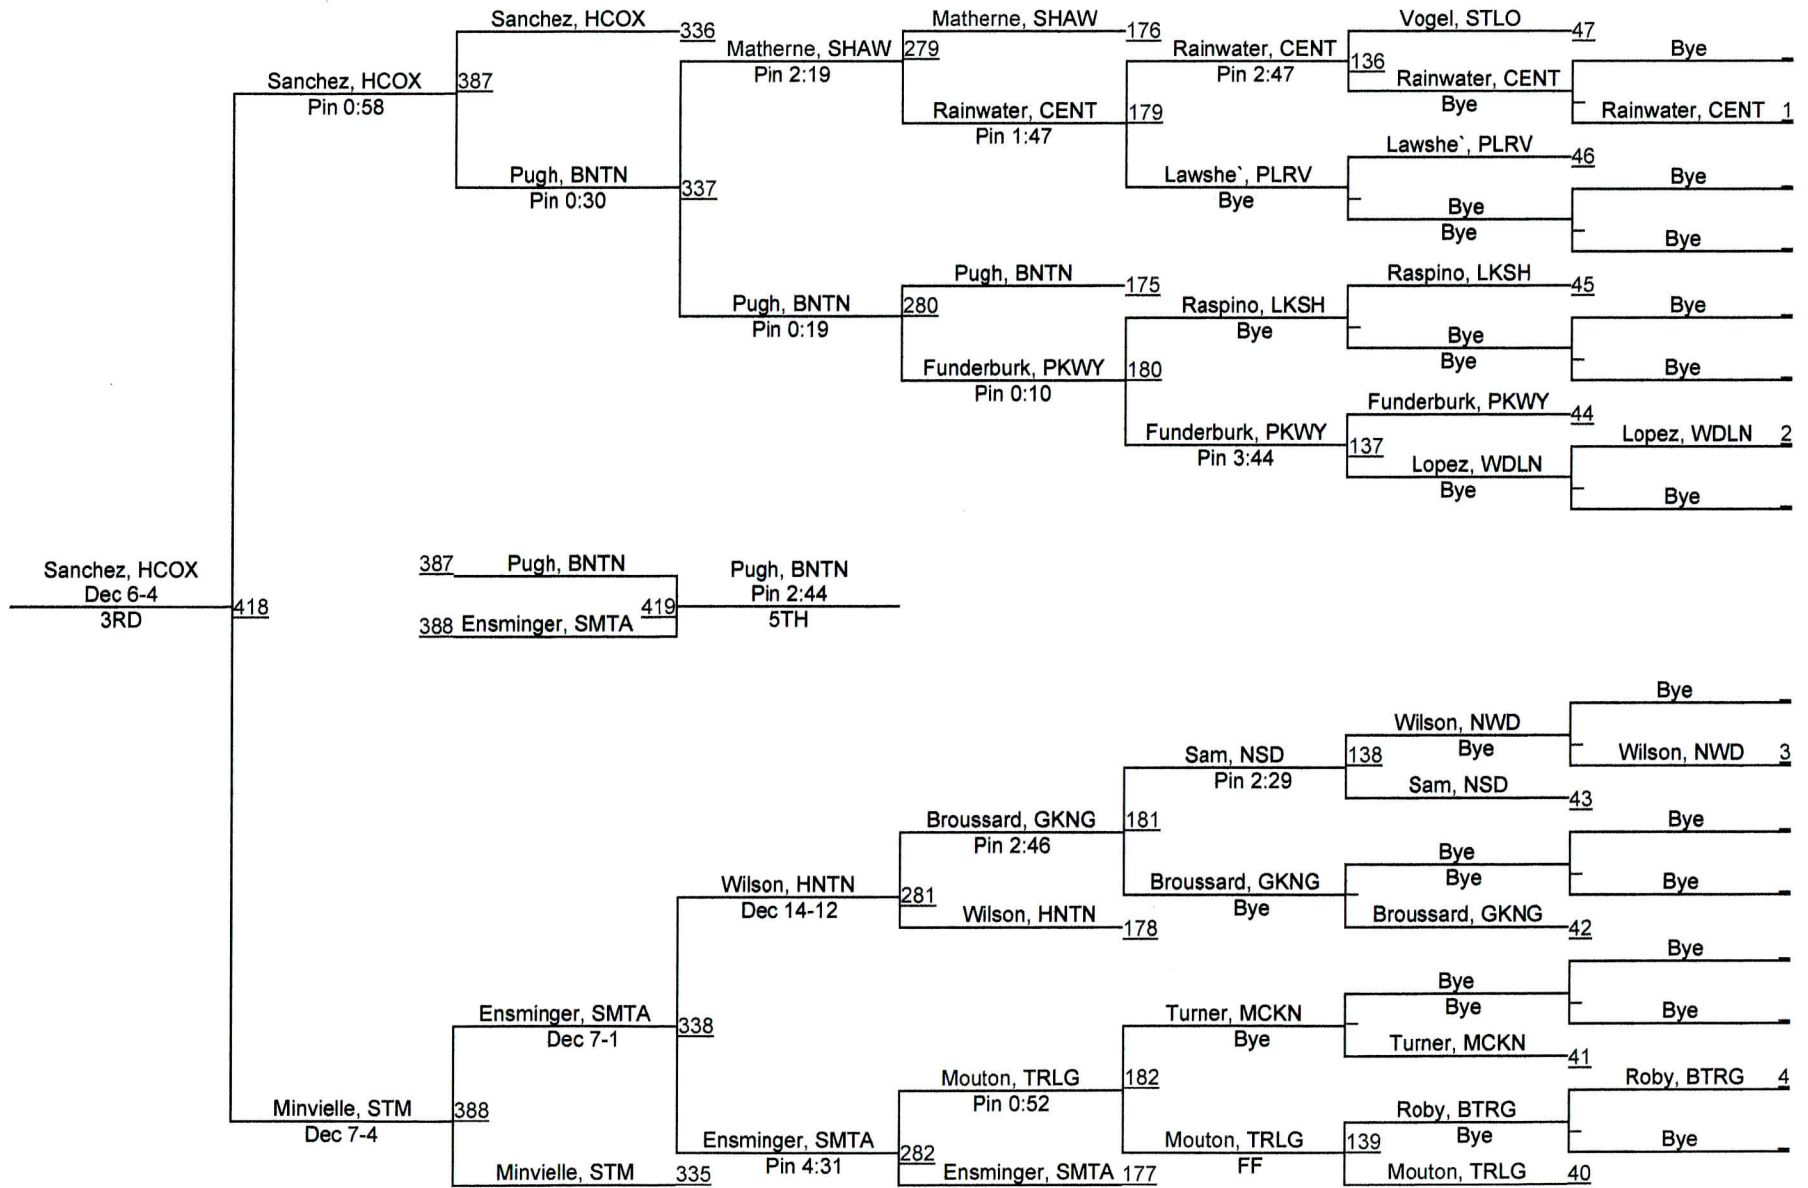 Sanchez, HCOX 336
Matherne, SHAW 176
Vogel, STLO 47
Matherne, SHAW 279
Pin 2:19
Rainwater, CENT 136
Pin 2:47
Bye
Sanchez, HCOX 387
Pin 0:58
Rainwater, CENT
Bye
Rainwater, CENT 179
Pin 1:47
Rainwater, CENT 1
Lawshe`, PLRV 46
Pugh, BNTN 337
Pin 0:30
Lawshe`, PLRV
Bye
Bye
Bye
Bye
Bye
Pugh, BNTN 175
Raspino, LKSH 45
Pugh, BNTN 280
Pin 0:19
Raspino, LKSH
Bye
Bye
Bye
Bye
Bye
Funderburk, PKWY 180
Pin 0:10
Funderburk, PKWY 44
Funderburk, PKWY 137
Pin 3:44
Lopez, WDLN 2
Lopez, WDLN
Bye
Bye
Sanchez, HCOX
Dec 6-4
3RD
418
387 Pugh, BNTN
388 Ensminger, SMTA
419
Pugh, BNTN
Pin 2:44
5TH
Bye
Wilson, NWD
Bye
Wilson, NWD 3
Sam, NSD 138
Pin 2:29
Sam, NSD 43
Broussard, GKNG 181
Pin 2:46
Bye
Bye
Bye
Bye
Wilson, HNTN 281
Dec 14-12
Broussard, GKNG
Bye
Wilson, HNTN 178
Broussard, GKNG 42
Bye
Bye
Bye
Bye
Ensminger, SMTA 338
Dec 7-1
Turner, MCKN
Bye
Turner, MCKN 41
Mouton, TRLG 182
Pin 0:52
Roby, BTRG 4
Minvielle, STM 388
Dec 7-4
Roby, BTRG
Bye
Bye
Ensminger, SMTA 282
Pin 4:31
Mouton, TRLG 139
FF
Minvielle, STM 335
Ensminger, SMTA 177
Mouton, TRLG 40